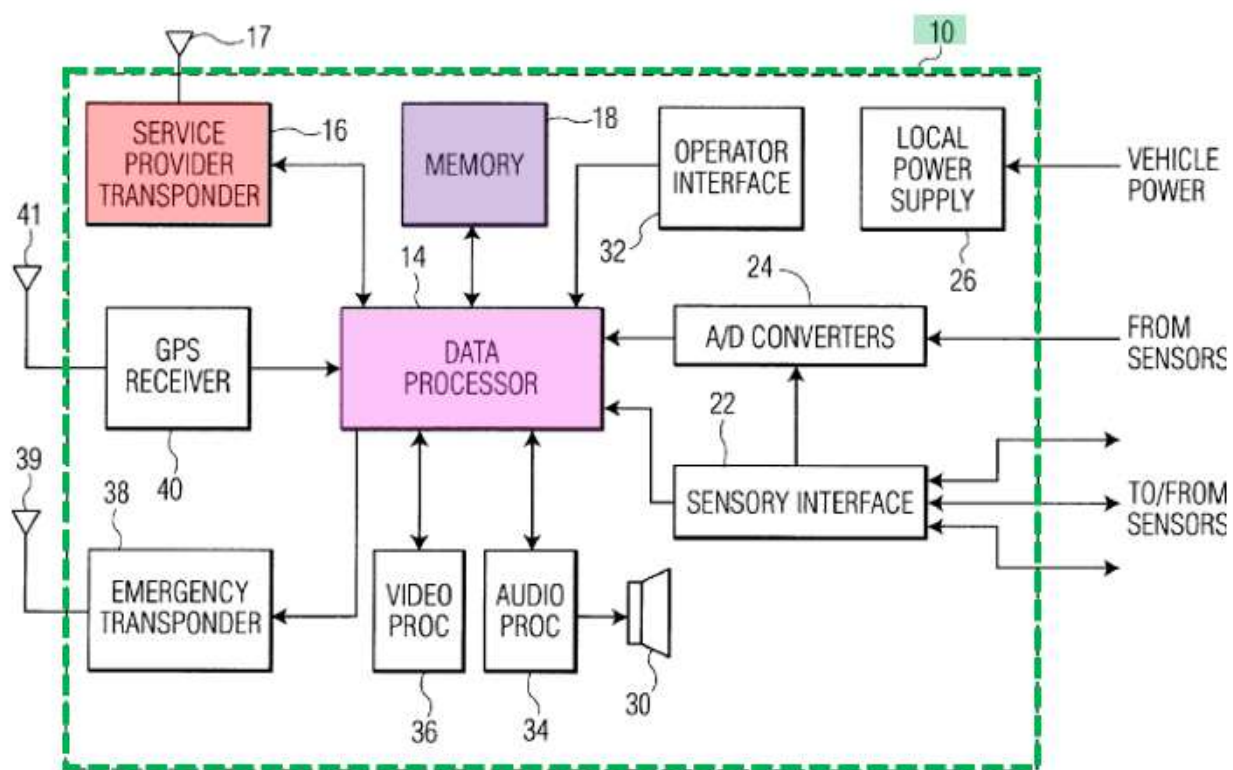 17
10
SERVICE
PROVIDER
TRANSPONDER
16
18
MEMORY
OPERATOR
INTERFACE
32
LOCAL
POWER
SUPPLY
26
VEHICLE
POWER
41
14
24
GPS
RECEIVER
40
DATA
PROCESSOR
A/D CONVERTERS
FROM
SENSORS
22
39
38
SENSORY INTERFACE
TO/FROM
SENSORS
EMERGENCY
TRANSPONDER
VIDEO
PROC
36
AUDIO
PROC
34
30